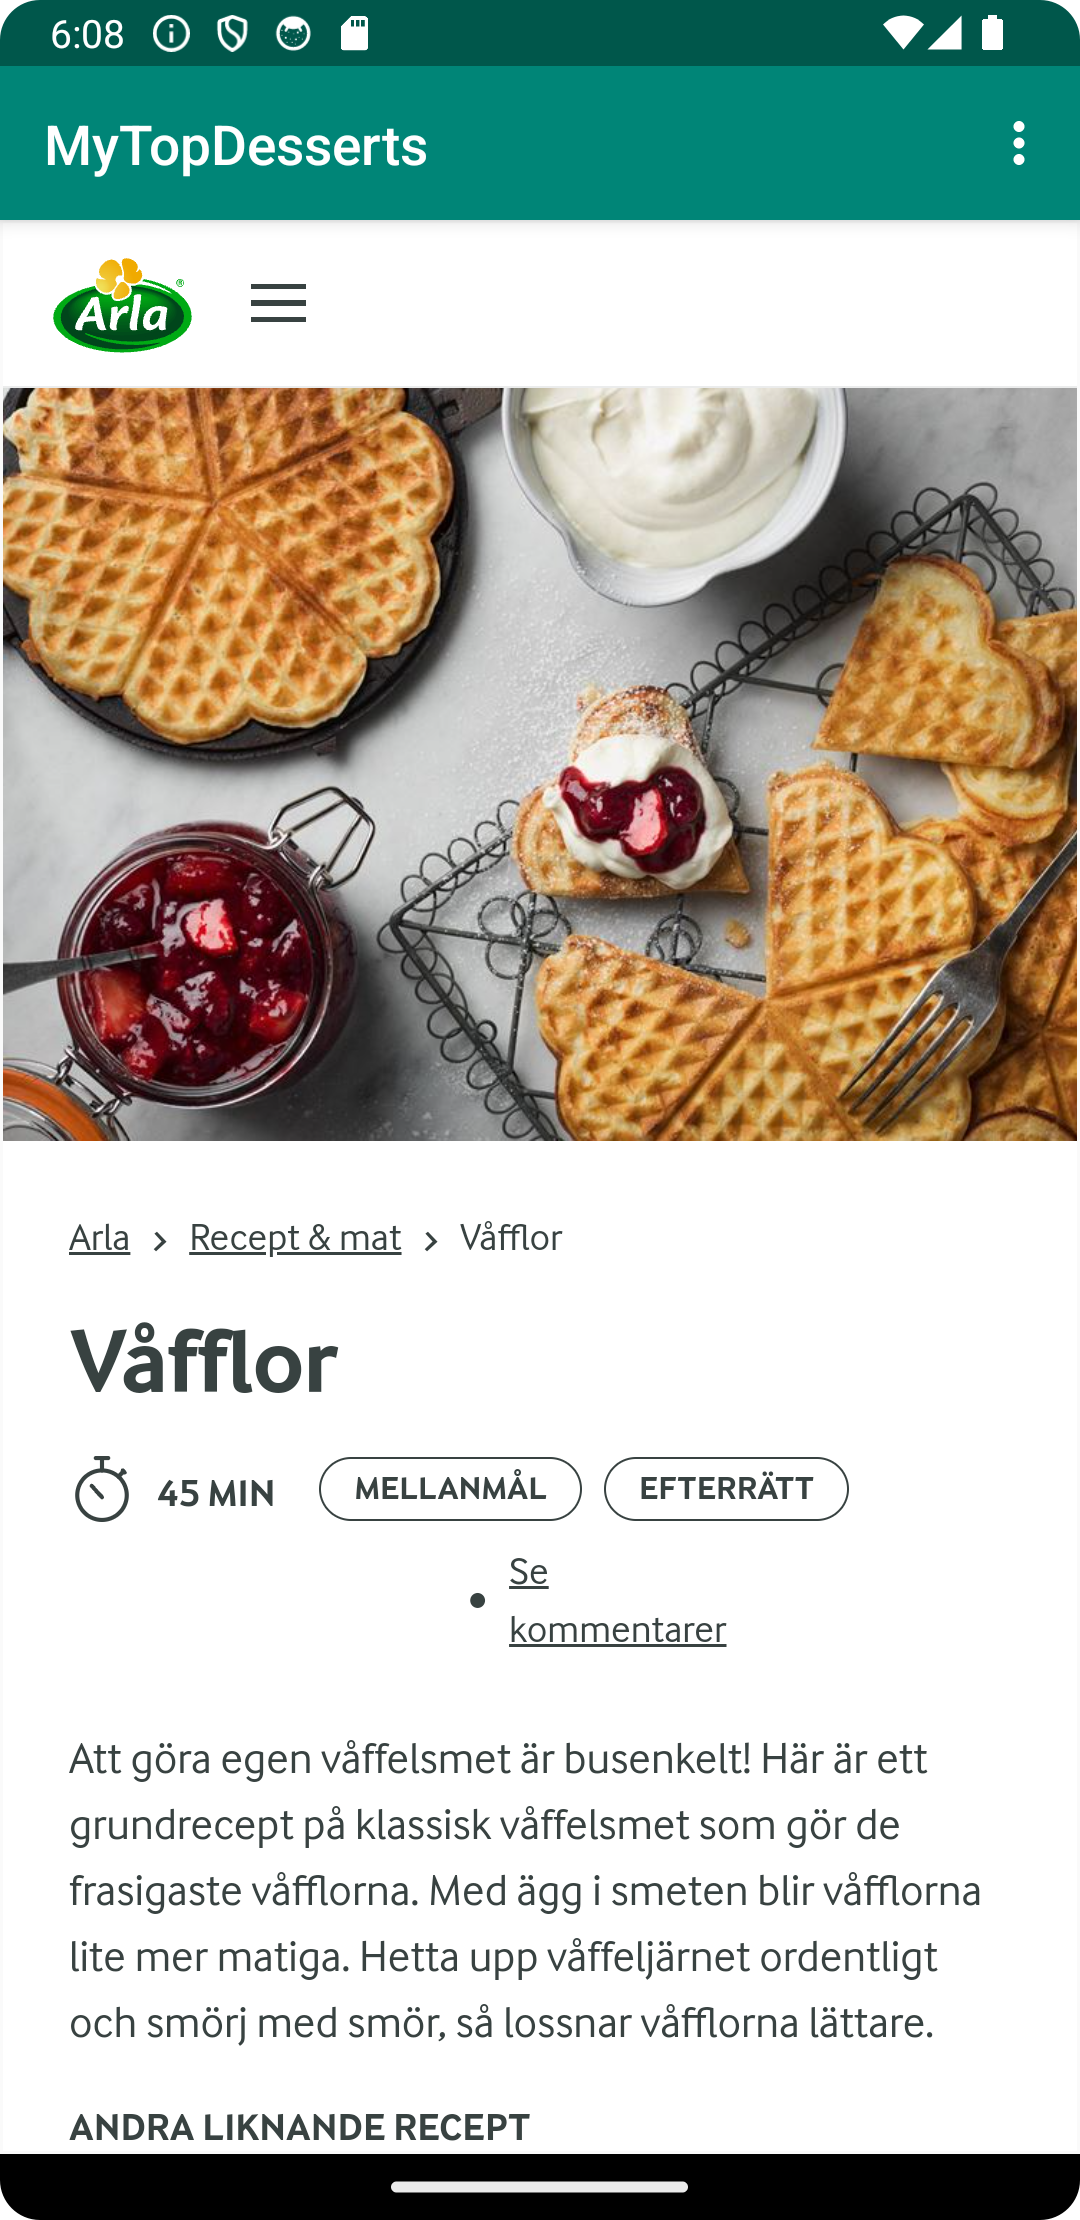 6:08
MyTopDesserts
Arla®
Arla › Recept & mat › Våfflor
Våfflor
45 MIN MELLANMÅL EFTERRÄTT
• Se
kommentarer
Att göra egen våffelsmet är busenkelt! Här är ett
grundrecept på klassisk våffelsmet som gör de
frasigaste våfflorna. Med ägg i smeten blir våfflorna
lite mer matiga. Hetta upp våffeljärnet ordentligt
och smörj med smör, så lossnar våfflorna lättare.
ANDRA LIKNANDE RECEPT